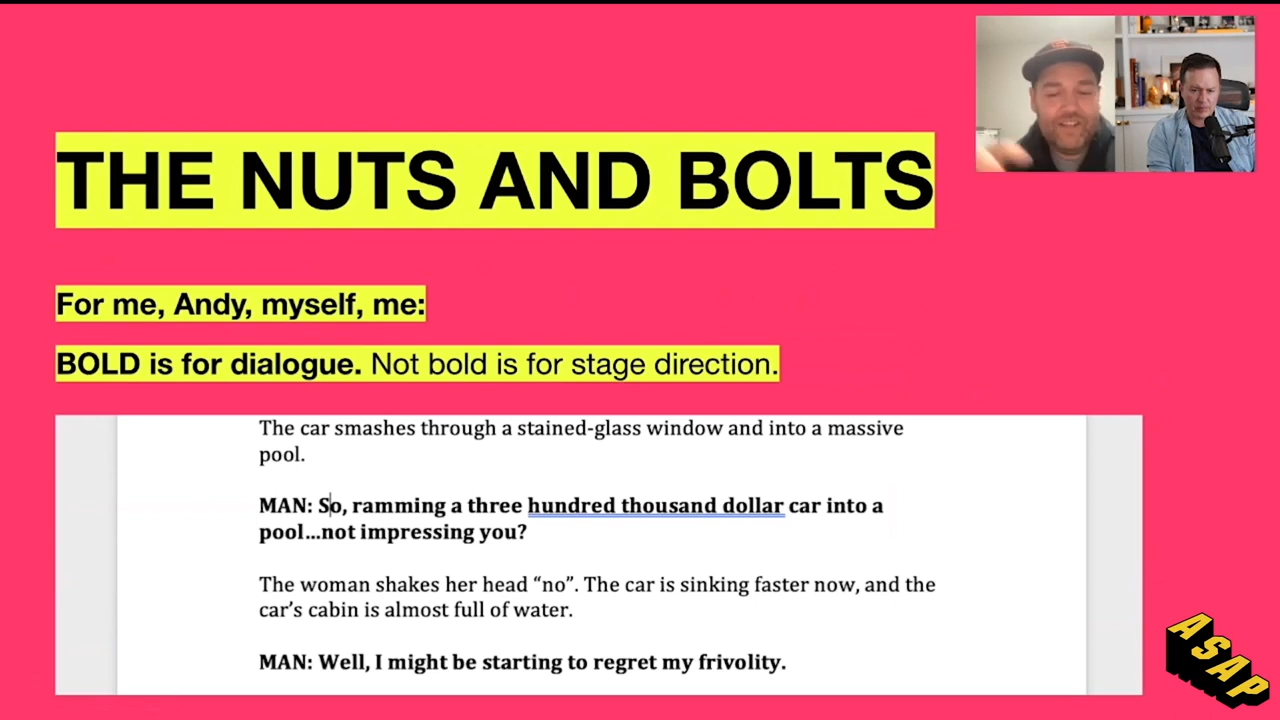 THE NUTS AND BOLTS
For me, Andy, myself, me:
BOLD is for dialogue. Not bold is for stage direction.
The car smashes through a stained-glass window and into a massive
pool.
MAN: So, ramming a three hundred thousand dollar car into a
pool…not impressing you?
The woman shakes her head “no”. The car is sinking faster now, and the
car’s cabin is almost full of water.
MAN: Well, I might be starting to regret my frivolity.
ASAP